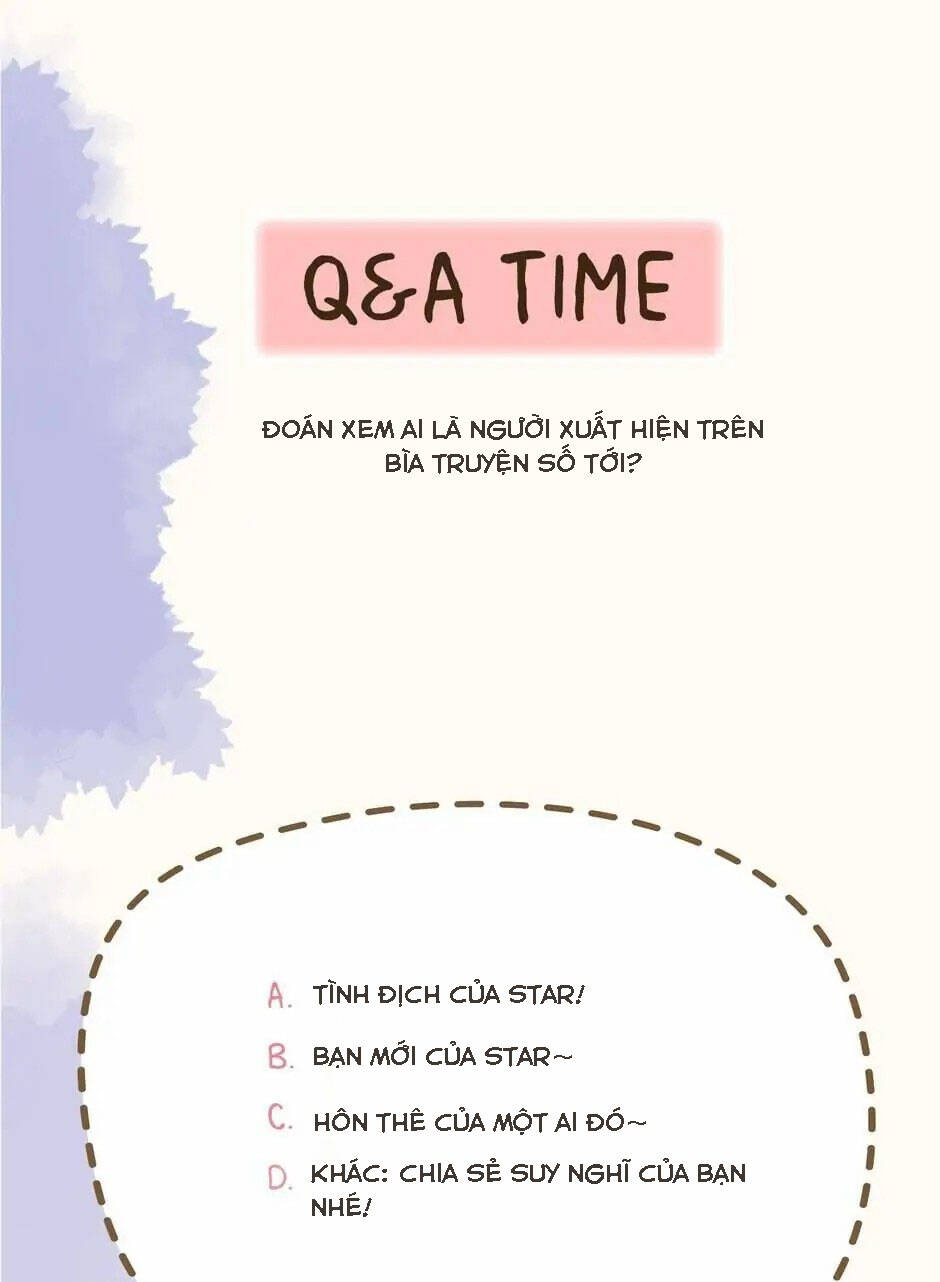 Q&A TIME
ĐOÁN XEM AI LÀ NGƯỜI XUẤT HIỆN TRÊN
BÌA TRUYỆN SỐ TỚI?
A. TÌNH ĐỊCH CỦA STAR!
B. BẠN MỚI CỦA STAR~
C. HÔN THÊ CỦA MỘT AI ĐÓ~
D. KHÁC: CHIA SẺ SUY NGHĨ CỦA BẠN
NHÉ!